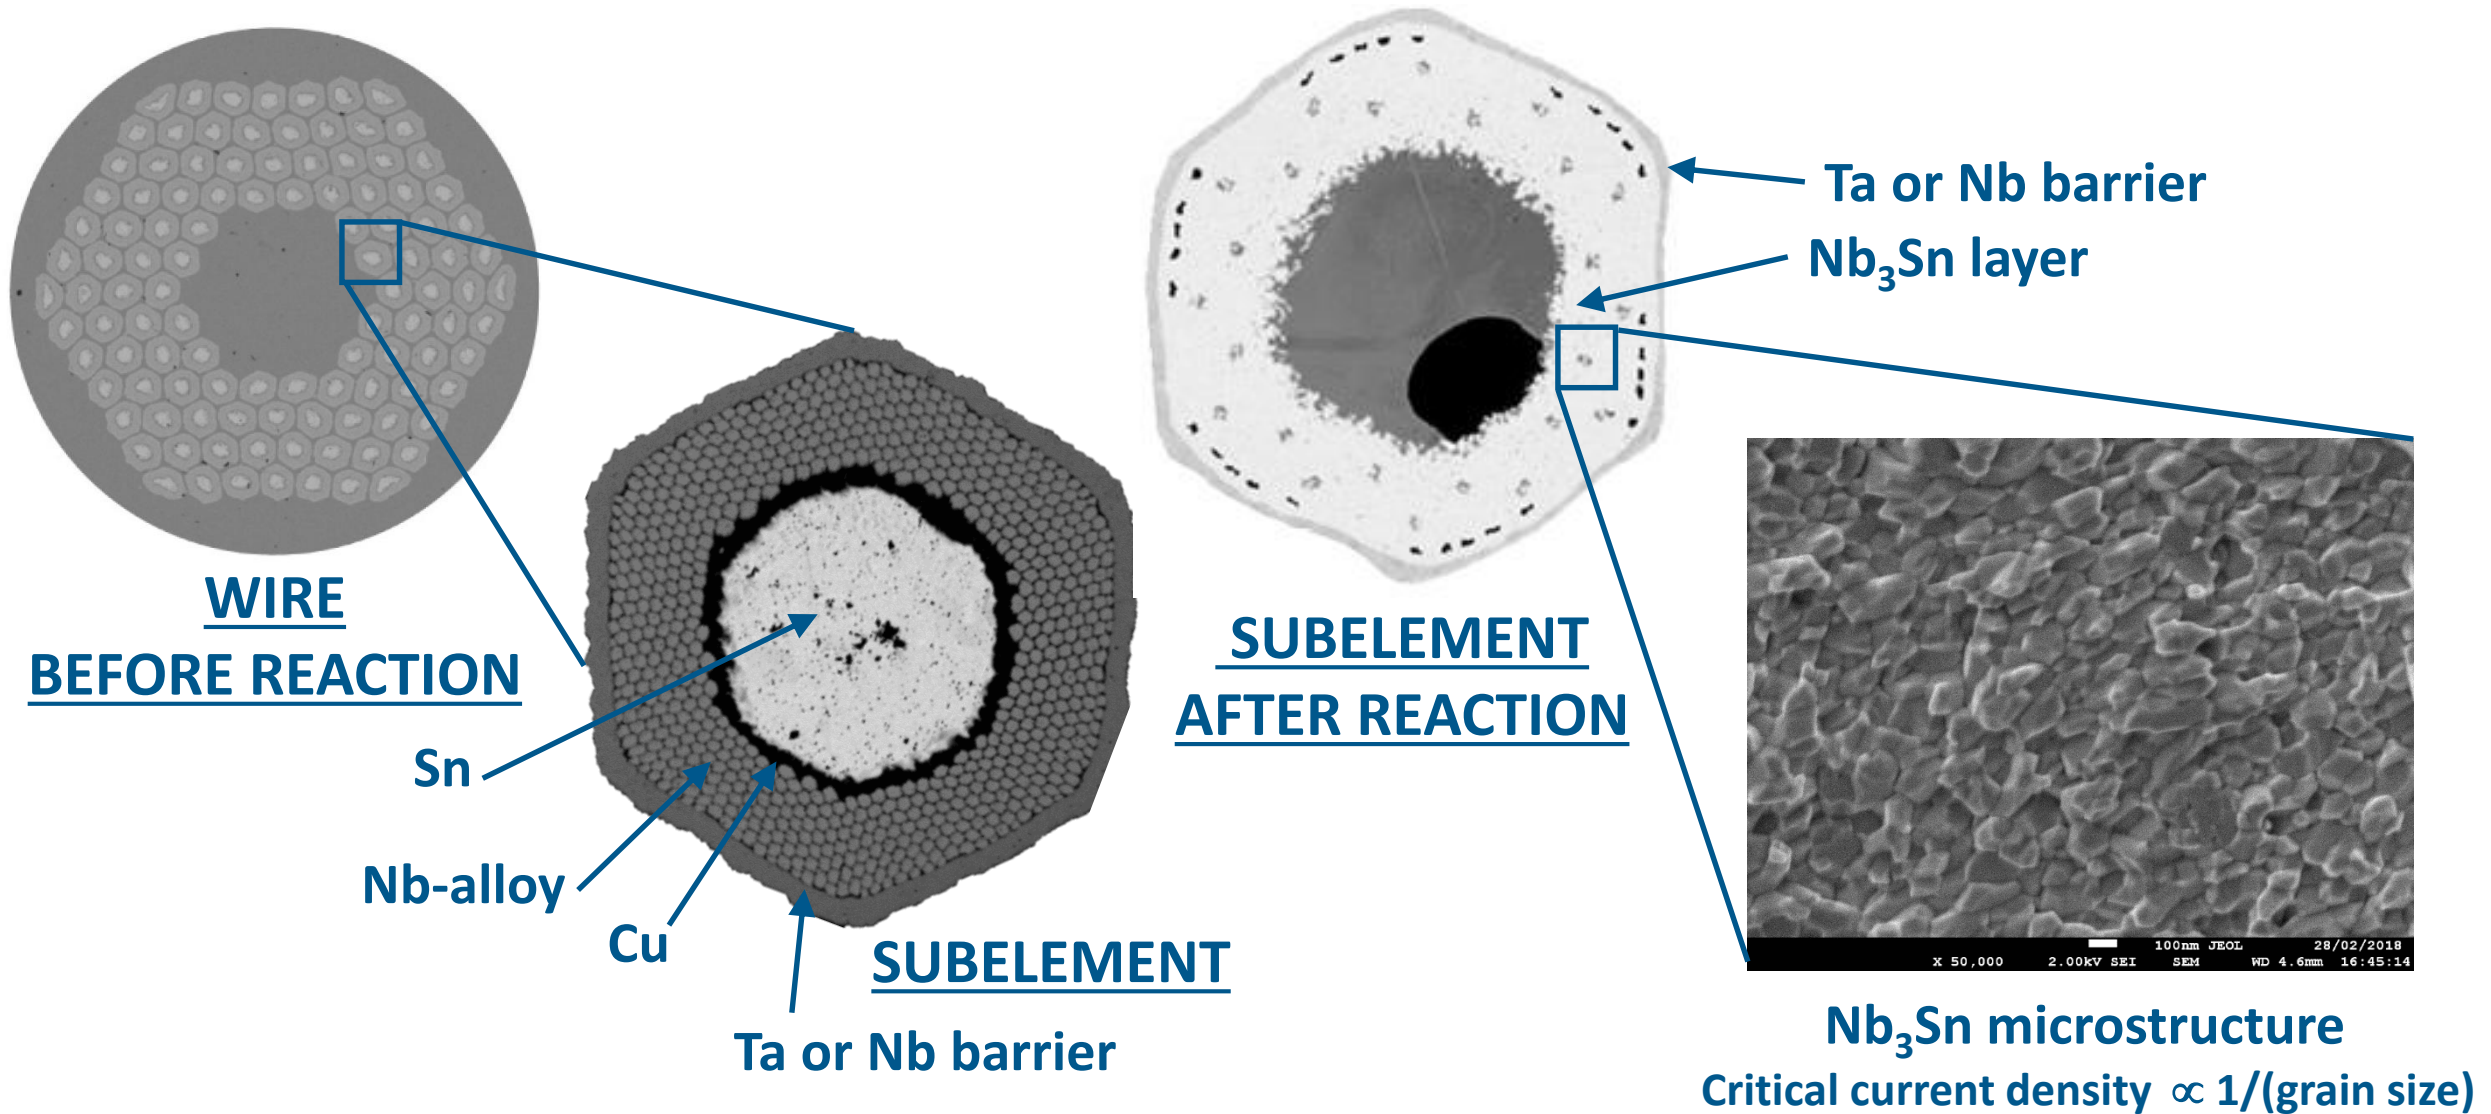 WIRE
BEFORE REACTION
Sn
Nb-alloy
Cu
Ta or Nb barrier
SUBELEMENT
Ta or Nb barrier
Nb₃Sn layer
SUBELEMENT
AFTER REACTION
100nm JEOL 28/02/2018
X 50,000 2.00kV SEI SEM WD 4.6mm 16:45:14
Nb₃Sn microstructure
Critical current density ∝ 1/(grain size)